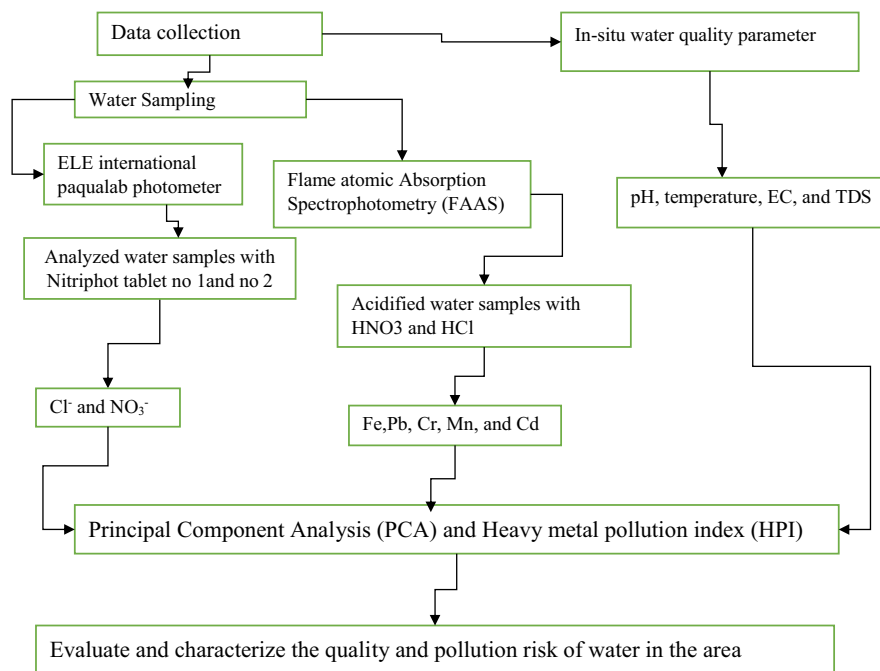 Data collection
In-situ water quality parameter
Water Sampling
ELE international
paqualab photometer
Flame atomic Absorption
Spectrophotometry (FAAS)
pH, temperature, EC, and TDS
Analyzed water samples with
Nitriphot tablet no 1and no 2
Acidified water samples with
HNO3 and HCl
Cl⁻ and NO₃⁻
Fe,Pb, Cr, Mn, and Cd
Principal Component Analysis (PCA) and Heavy metal pollution index (HPI)
Evaluate and characterize the quality and pollution risk of water in the area